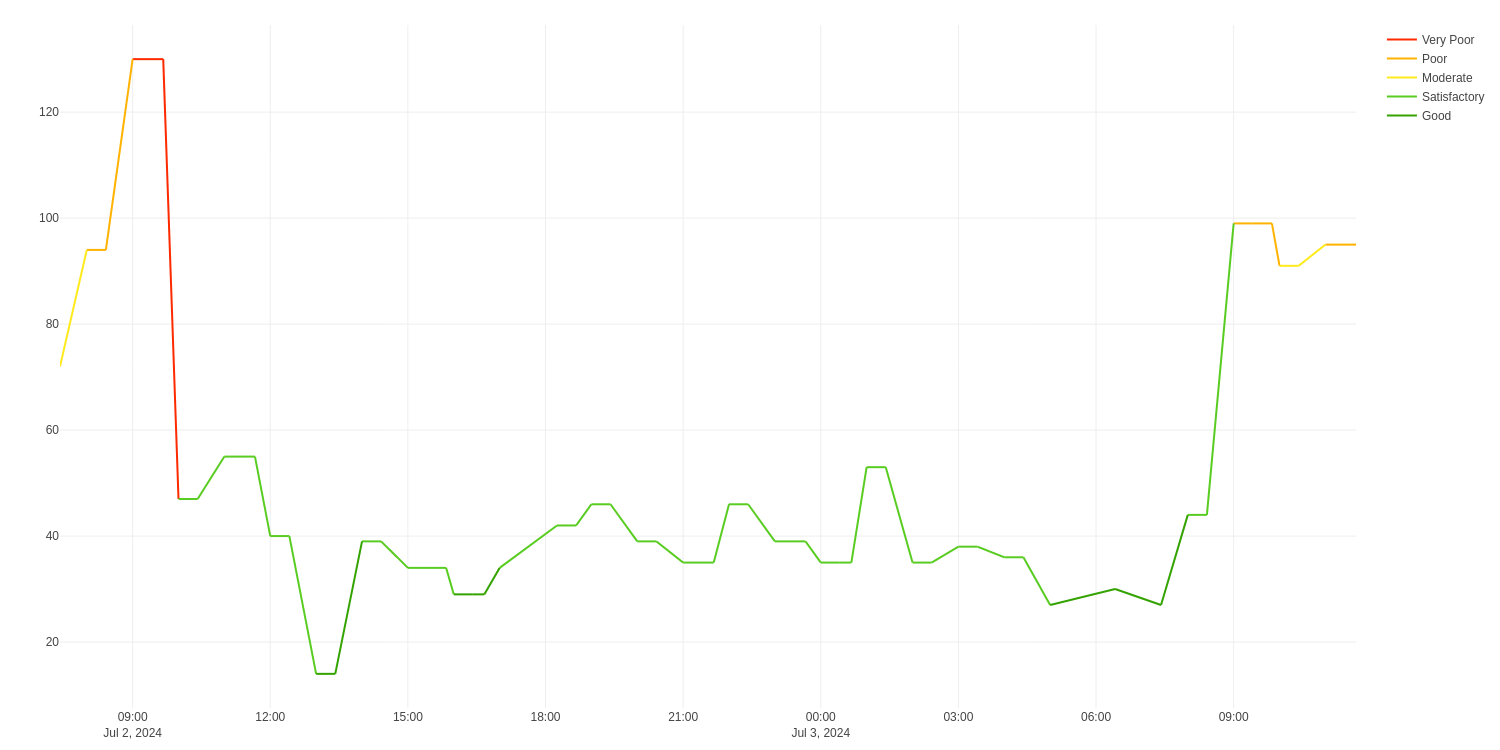 Very Poor
Poor
Moderate
Satisfactory
Good
120
100
80
60
40
20
09:00
12:00
15:00
18:00
21:00
00:00
03:00
06:00
09:00
Jul 2, 2024
Jul 3, 2024